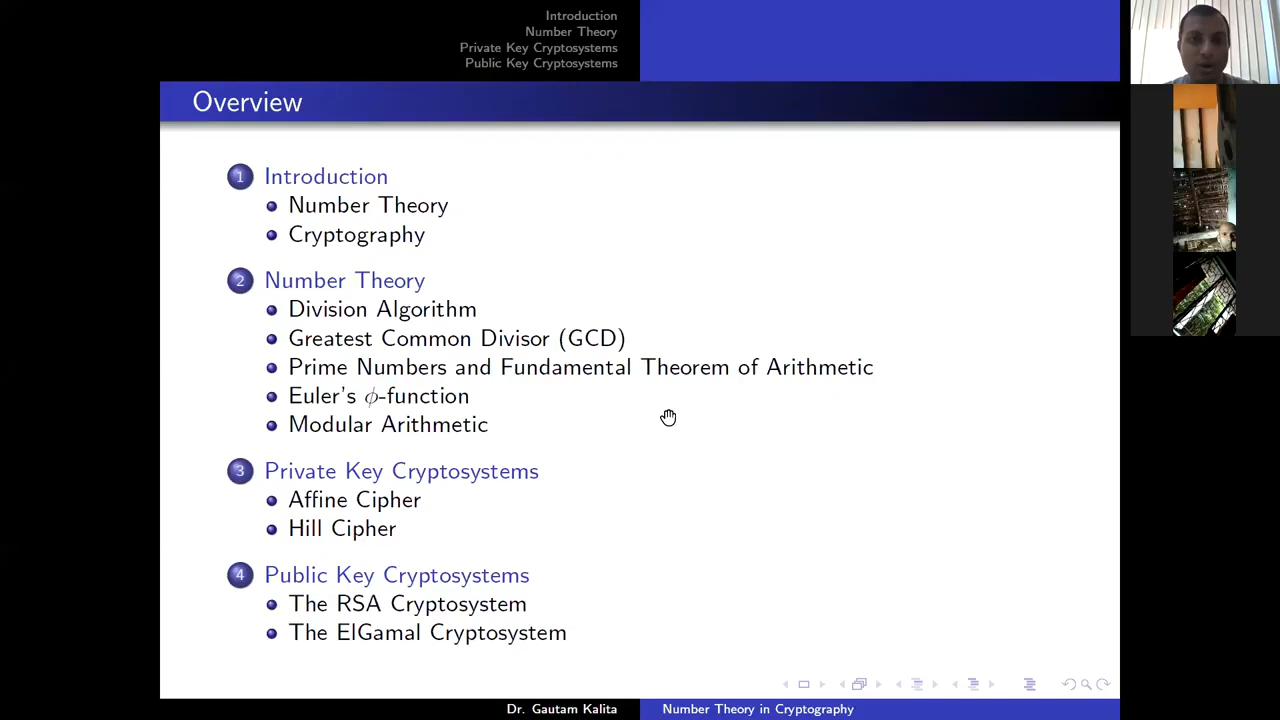 Introduction
Number Theory
Private Key Cryptosystems
Public Key Cryptosystems
Overview
1 Introduction
Number Theory
Cryptography
2 Number Theory
Division Algorithm
Greatest Common Divisor (GCD)
Prime Numbers and Fundamental Theorem of Arithmetic
Euler's ϕ-function
Modular Arithmetic
3 Private Key Cryptosystems
Affine Cipher
Hill Cipher
4 Public Key Cryptosystems
The RSA Cryptosystem
The ElGamal Cryptosystem
Dr. Gautam Kalita Number Theory in Cryptography